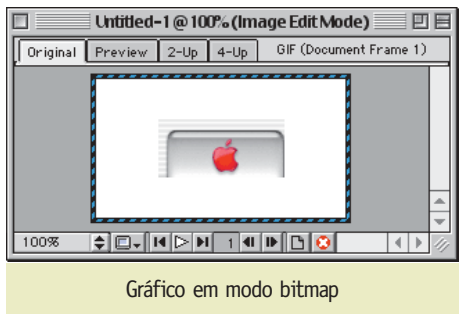 Untitled-1 @ 100% (Image Edit Mode)
Original Preview 2-Up 4-Up GIF (Document Frame 1)
100% 1
Gráfico em modo bitmap